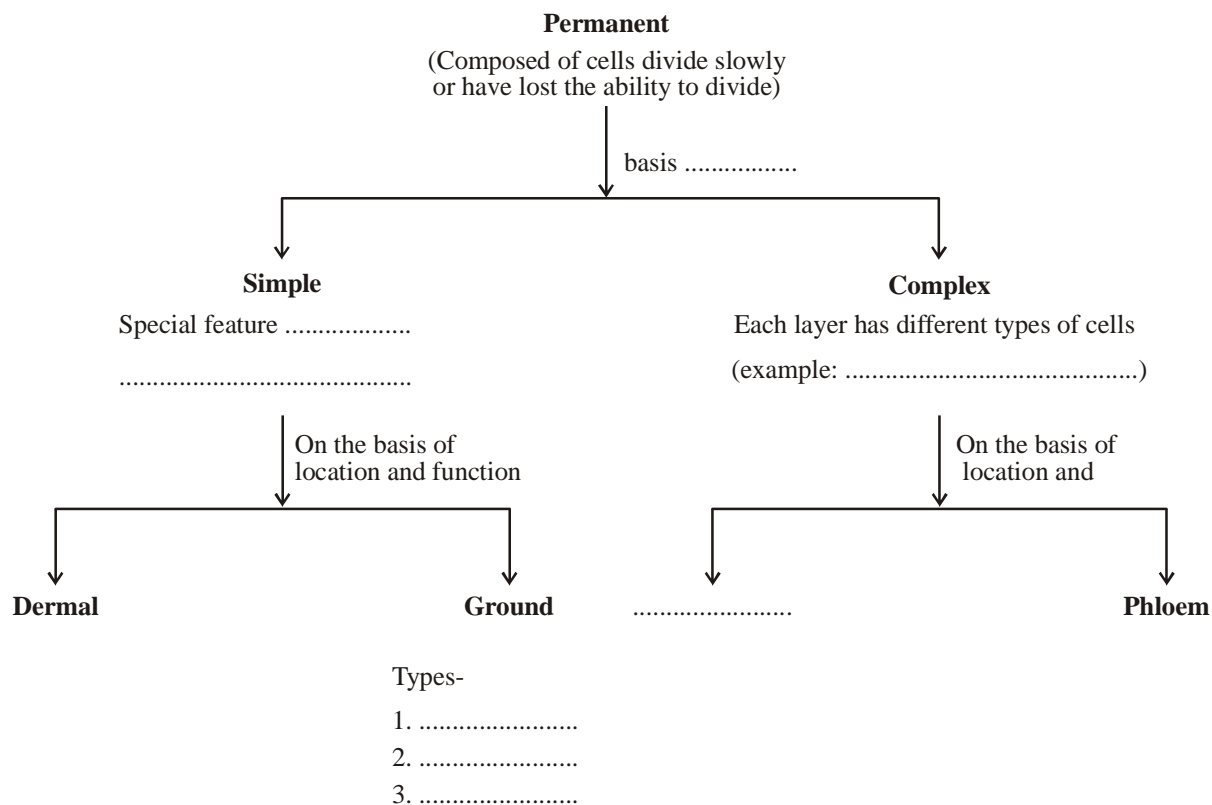 Permanent
(Composed of cells divide slowly
or have lost the ability to divide)
basis .................
Simple
Complex
Special feature ...................
............................................
Each layer has different types of cells
(example: ............................................)
On the basis of
location and function
On the basis of
location and
Dermal
Ground
........................
Phloem
Types-
1. ........................
2. ........................
3. ........................